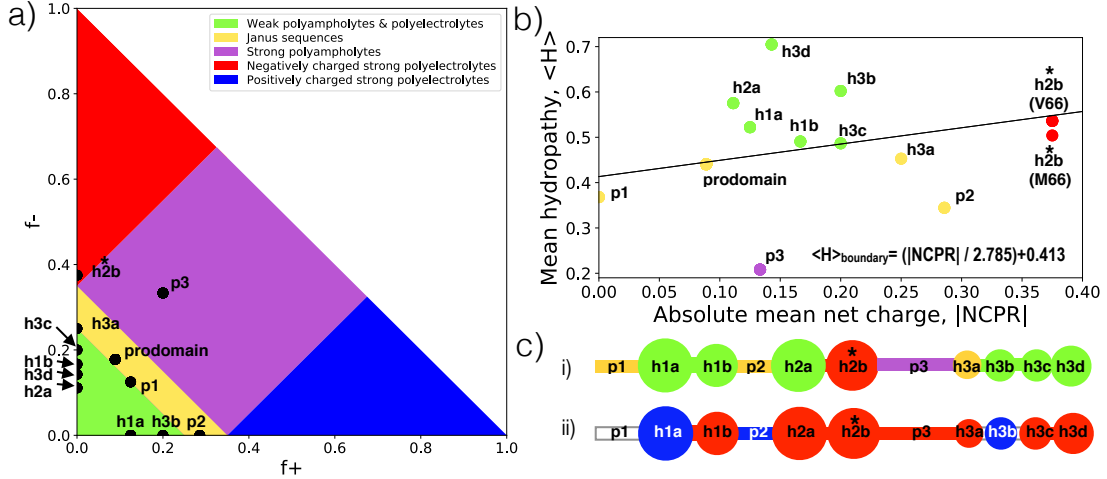 a)
Weak polyampholytes & polyelectrolytes
Janus sequences
Strong polyampholytes
Negatively charged strong polyelectrolytes
Positively charged strong polyelectrolytes
1.0
0.8
0.6
0.4
0.2
0.0
f-
*
h2b
p3
h3c
h3a
h1b
prodomain
h3d
p1
h2a
h1a
h3b
p2
0.0
0.2
0.4
0.6
0.8
1.0
f+
b)
Mean hydropathy, <H>
0.7
0.6
0.5
0.4
0.3
0.2
h3d
h2a
h3b
h1a
h1b
h3c
*
h2b
(V66)
*
h2b
(M66)
h3a
prodomain
p1
p2
p3
<H>boundary= (|NCPR| / 2.785)+0.413
0.00
0.05
0.10
0.15
0.20
0.25
0.30
0.35
0.40
Absolute mean net charge, |NCPR|
c)
i)
p1 h1a h1b p2 h2a h2b * p3 h3a h3b h3c h3d
ii)
p1 h1a h1b p2 h2a h2b * p3 h3a h3b h3c h3d